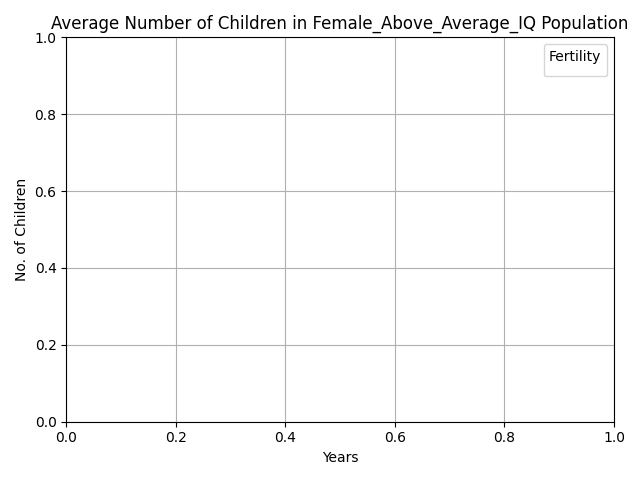 Average Number of Children in Female_Above_Average_IQ Population
1.0
Fertility
0.8
0.6
No. of Children
0.4
0.2
0.0
0.0 0.2 0.4 0.6 0.8 1.0
Years